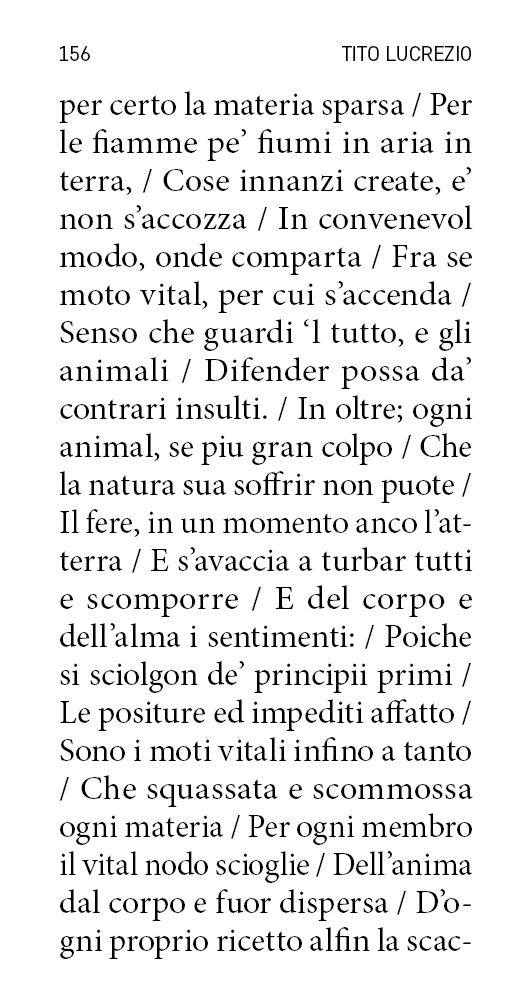 156 TITO LUCREZIO
per certo la materia sparsa / Per
le fiamme pe’ fiumi in aria in
terra, / Cose innanzi create, e’
non s’accozza / In convenevol
modo, onde comparta / Fra se
moto vital, per cui s’accenda /
Senso che guardi ‘l tutto, e gli
animali / Difender possa da’
contrari insulti. / In oltre; ogni
animal, se piu gran colpo / Che
la natura sua soffrir non puote /
Il fere, in un momento anco l’at-
terra / E s’avaccia a turbar tutti
e scomporre / E del corpo e
dell’alma i sentimenti: / Poiche
si sciolgon de’ principii primi /
Le positure ed impediti affatto /
Sono i moti vitali infino a tanto
/ Che squassata e scommossa
ogni materia / Per ogni membro
il vital nodo scioglie / Dell’anima
dal corpo e fuor dispersa / D’o-
gni proprio ricetto alfin la scac-